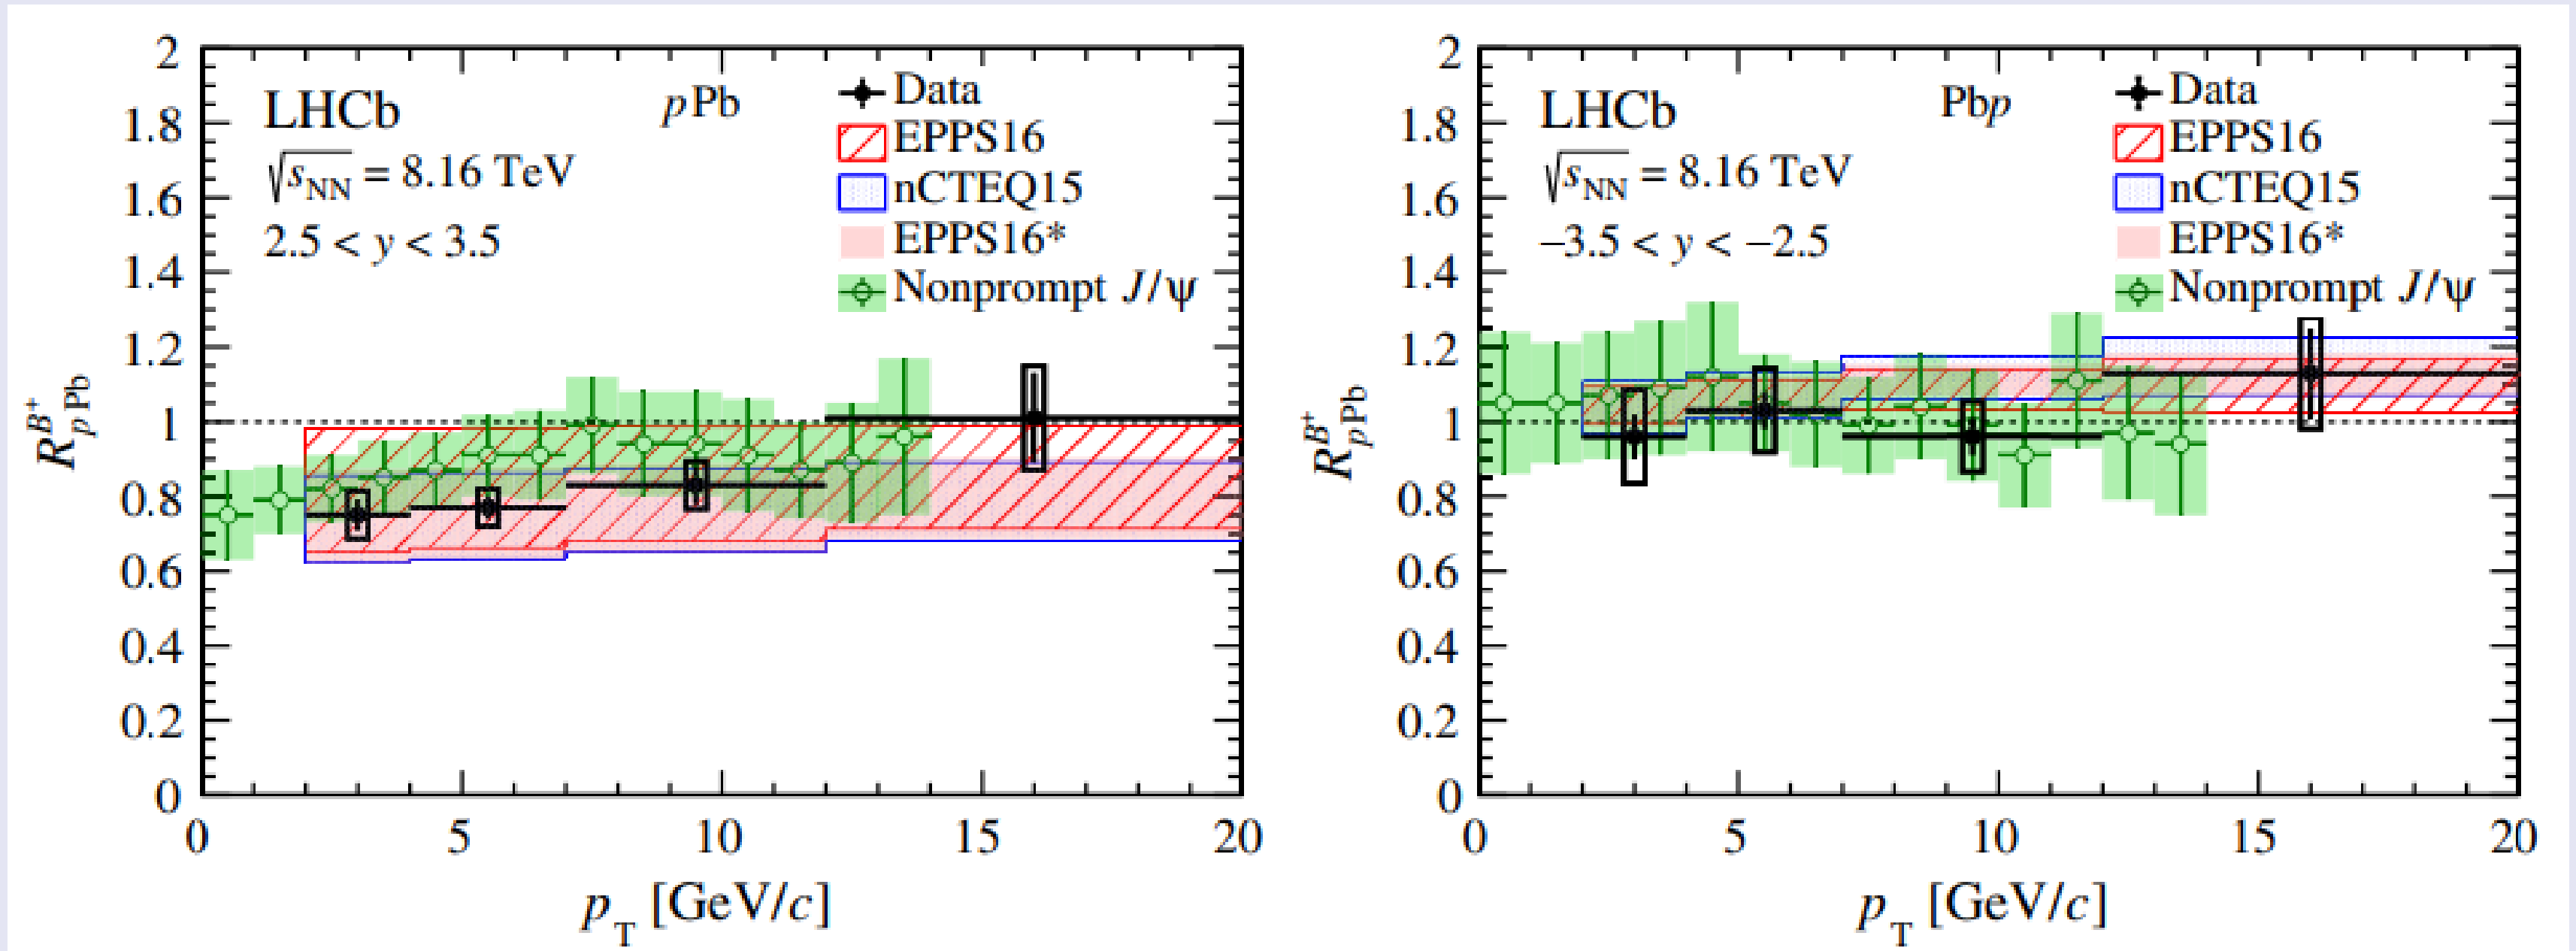 LHCb
pPb
√sNN = 8.16 TeV
2.5 < y < 3.5
Data
EPPS16
nCTEQ15
EPPS16*
Nonprompt J/ψ
R_{pPb}^{B^+}
2
1.8
1.6
1.4
1.2
1
0.8
0.6
0.4
0.2
0
0 5 10 15 20
p_T [GeV/c]
LHCb
Pbp
√sNN = 8.16 TeV
−3.5 < y < −2.5
Data
EPPS16
nCTEQ15
EPPS16*
Nonprompt J/ψ
R_{pPb}^{B^+}
2
1.8
1.6
1.4
1.2
1
0.8
0.6
0.4
0.2
0
0 5 10 15 20
p_T [GeV/c]